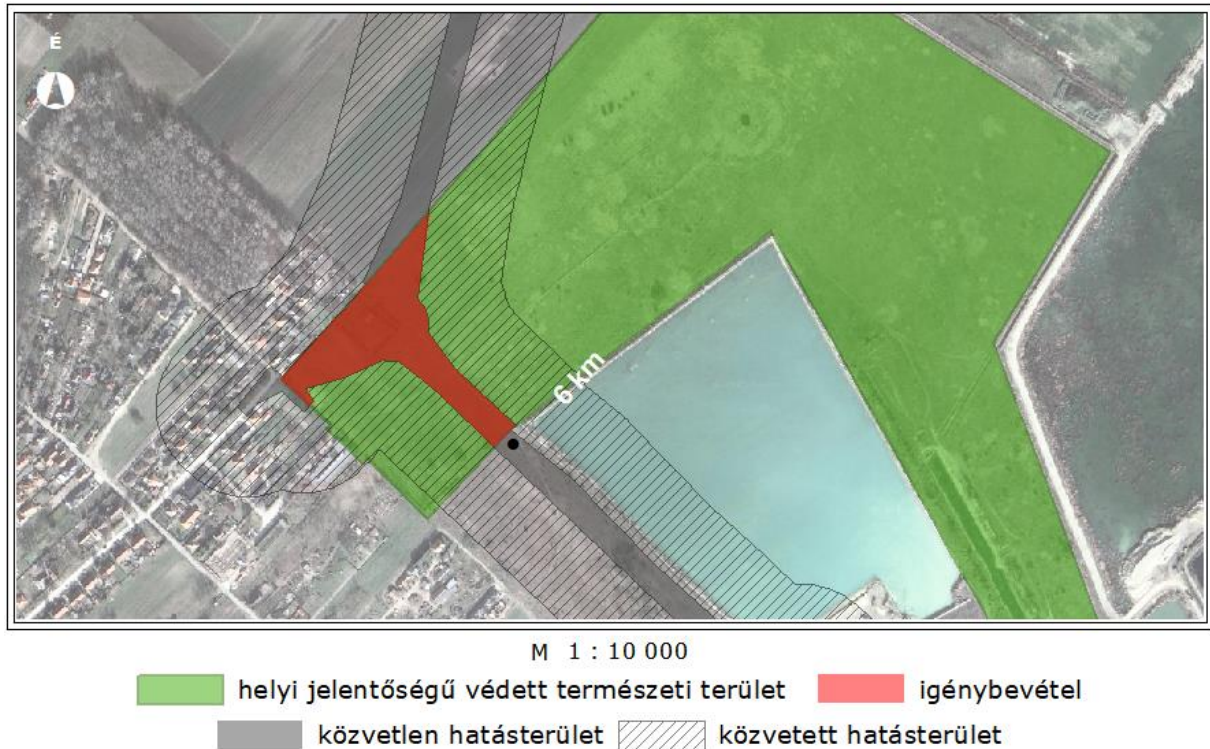 É
6 km
M 1 : 10 000
helyi jelentőségű védett természeti terület igénybevétel
közvetlen hatásterület közvetett hatásterület